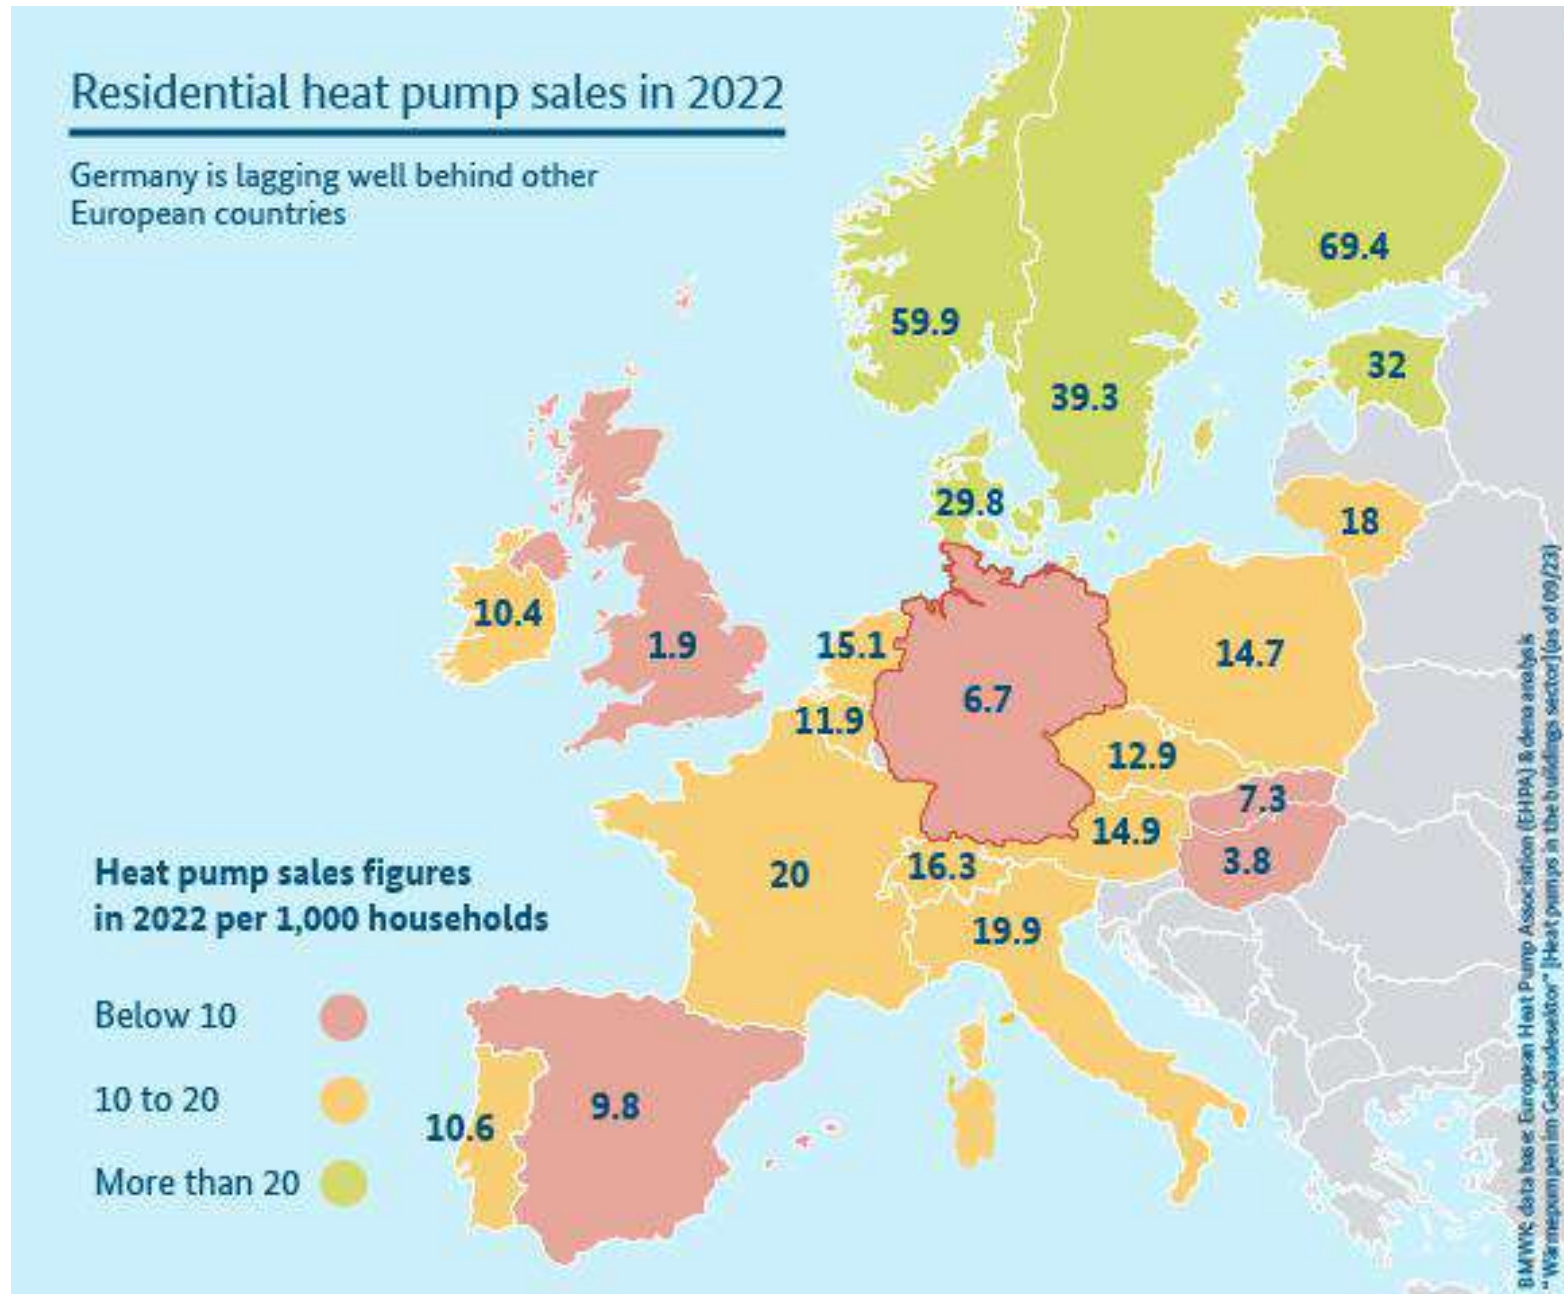 Residential heat pump sales in 2022
Germany is lagging well behind other
European countries
69.4
59.9
32
39.3
29.8
18
10.4
15.1
1.9
14.7
6.7
11.9
12.9
7.3
14.9
3.8
16.3
20
19.9
Heat pump sales figures
in 2022 per 1,000 households
Below 10
10 to 20
More than 20
10.6
9.8
BMWK; data base: European Heat Pump Association (EHPA) & dena analysis
“Wärmepumpen im Gebäudesektor” [Heat pumps in the buildings sector] (as of 09/23)